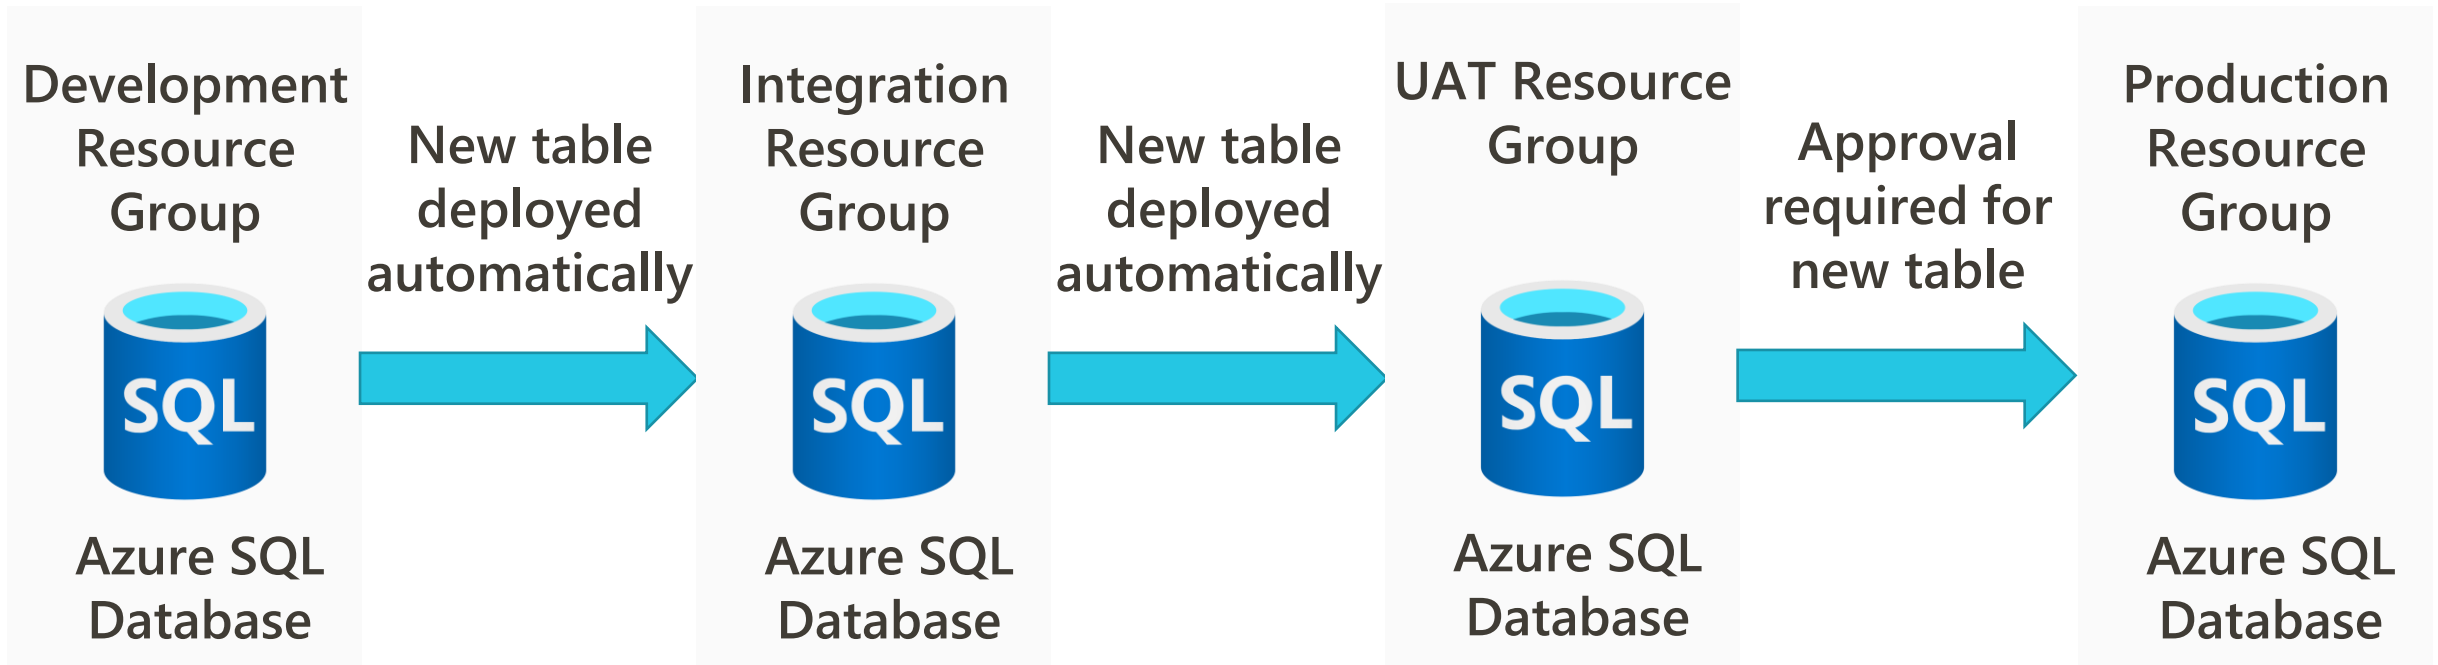 Development
Resource
Group
SQL
Azure SQL
Database
New table
deployed
automatically
Integration
Resource
Group
SQL
Azure SQL
Database
New table
deployed
automatically
UAT Resource
Group
SQL
Azure SQL
Database
Approval
required for
new table
Production
Resource
Group
SQL
Azure SQL
Database